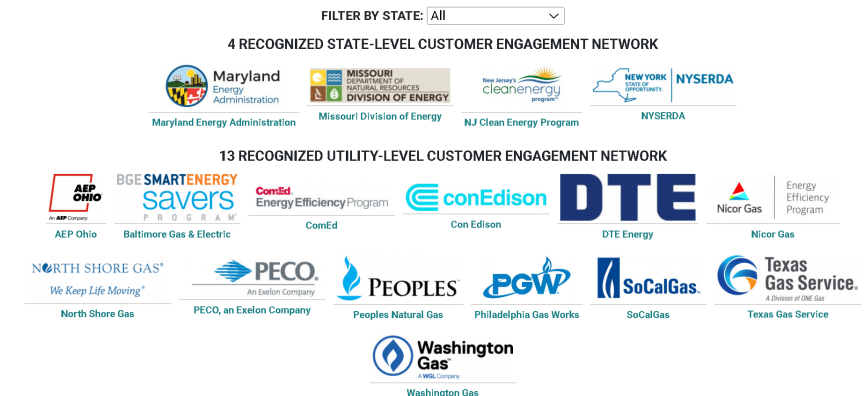 FILTER BY STATE: All
4 RECOGNIZED STATE-LEVEL CUSTOMER ENGAGEMENT NETWORK
Maryland
Energy
Administration
Maryland Energy Administration
MISSOURI
DEPARTMENT OF
NATURAL RESOURCES
DIVISION OF ENERGY
Missouri Division of Energy
New Jersey's
cleanenergy
program™
NJ Clean Energy Program
NEW YORK
STATE OF
OPPORTUNITY.
NYSERDA
NYSERDA
13 RECOGNIZED UTILITY-LEVEL CUSTOMER ENGAGEMENT NETWORK
AEP
OHIO
An AEP Company
AEP Ohio
BGE SMARTENERGY
savers
PROGRAM®
Baltimore Gas & Electric
ComEd.
Energy Efficiency Program
ComEd
conEdison
Con Edison
DTE
DTE Energy
Nicor Gas
Energy
Efficiency
Program
Nicor Gas
NORTH SHORE GAS®
We Keep Life Moving®
North Shore Gas
PECO.
An Exelon Company
PECO, an Exelon Company
PEOPLES™
Peoples Natural Gas
PGW
Philadelphia Gas Works
SoCalGas
SoCalGas
Texas
Gas Service.
A Division of ONE Gas
Texas Gas Service
Washington
Gas
A WGL Company
Washington Gas